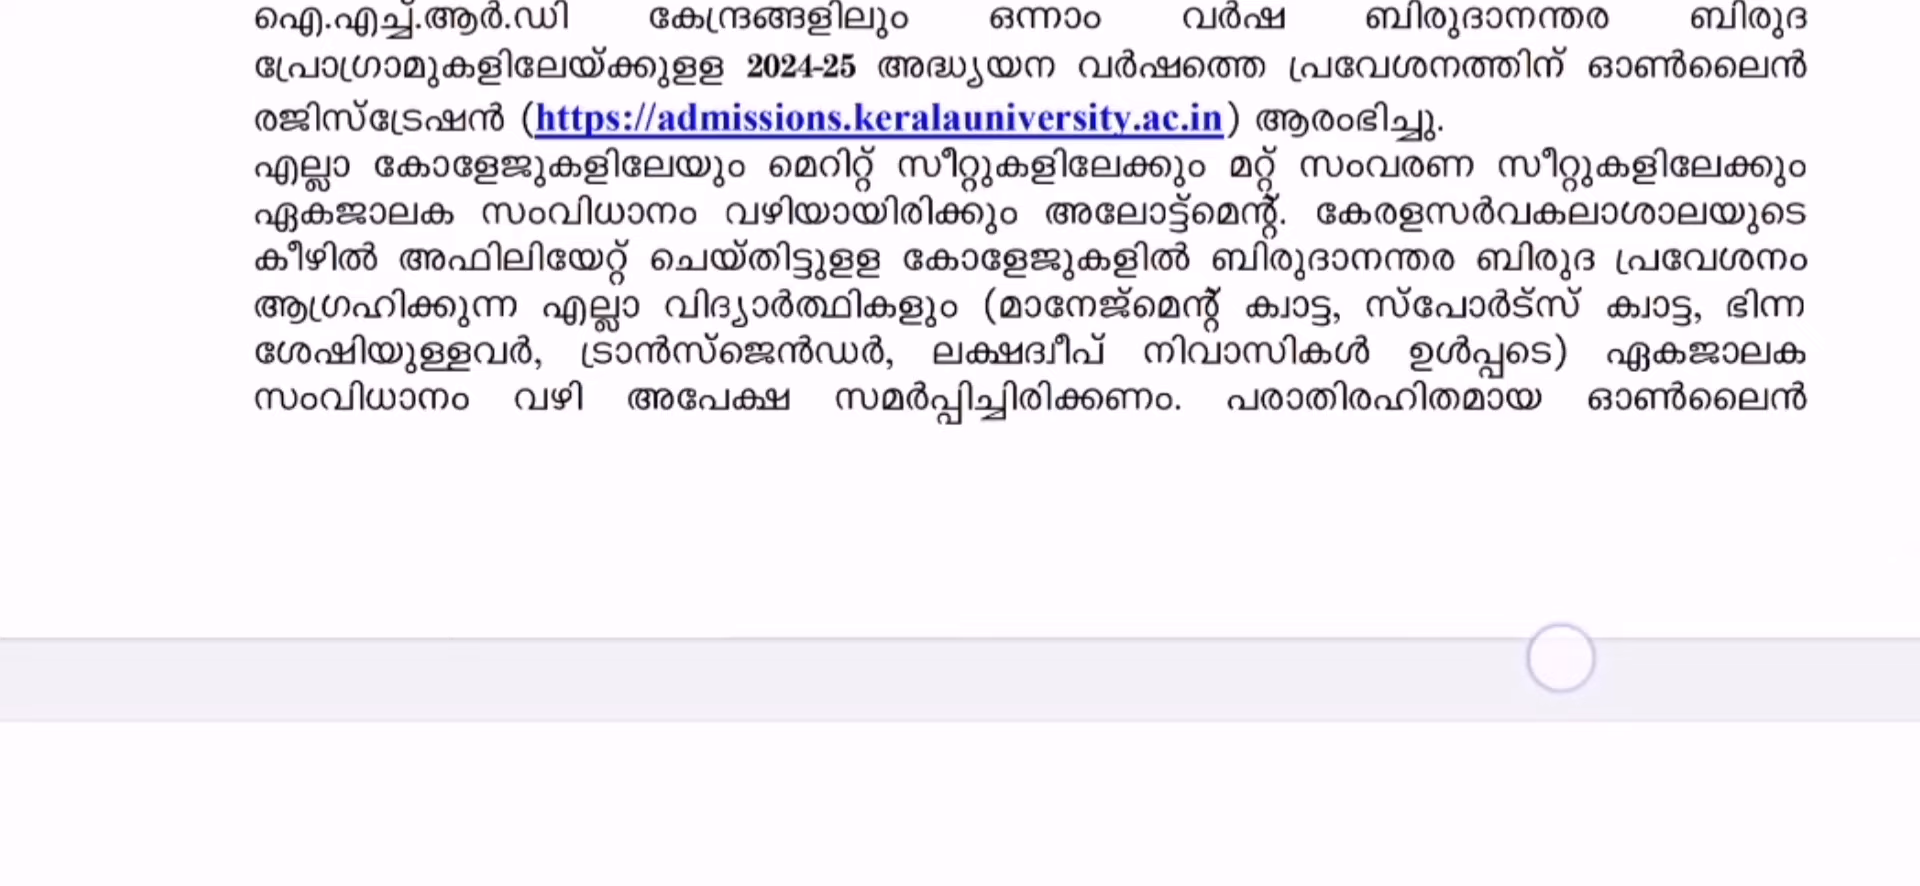 ഐ.എച്ച്.ആർ.ഡി കേന്ദ്രങ്ങളിലും ഒന്നാം വർഷ ബിരുദാനന്തര ബിരുദ
പ്രോഗ്രാമുകളിലേയ്ക്കുളള 2024-25 അദ്ധ്യയന വർഷത്തെ പ്രവേശനത്തിന് ഓൺലൈൻ
രജിസ്ട്രേഷൻ (https://admissions.keralauniversity.ac.in) ആരംഭിച്ചു.
എല്ലാ കോളേജുകളിലേയും മെറിറ്റ് സീറ്റുകളിലേക്കും മറ്റ് സംവരണ സീറ്റുകളിലേക്കും
ഏകജാലക സംവിധാനം വഴിയായിരിക്കും അലോട്ട്മെന്റ്. കേരളസർവകലാശാലയുടെ
കീഴിൽ അഫിലിയേറ്റ് ചെയ്തിട്ടുളള കോളേജുകളിൽ ബിരുദാനന്തര ബിരുദ പ്രവേശനം
ആഗ്രഹിക്കുന്ന എല്ലാ വിദ്യാർത്ഥികളും (മാനേജ്മെന്റ് ക്വാട്ട, സ്പോർട്സ് ക്വാട്ട, ഭിന്ന
ശേഷിയുള്ളവർ, ട്രാൻസ്ജെൻഡർ, ലക്ഷദ്വീപ് നിവാസികൾ ഉൾപ്പടെ) ഏകജാലക
സംവിധാനം വഴി അപേക്ഷ സമർപ്പിച്ചിരിക്കണം. പരാതിരഹിതമായ ഓൺലൈൻ